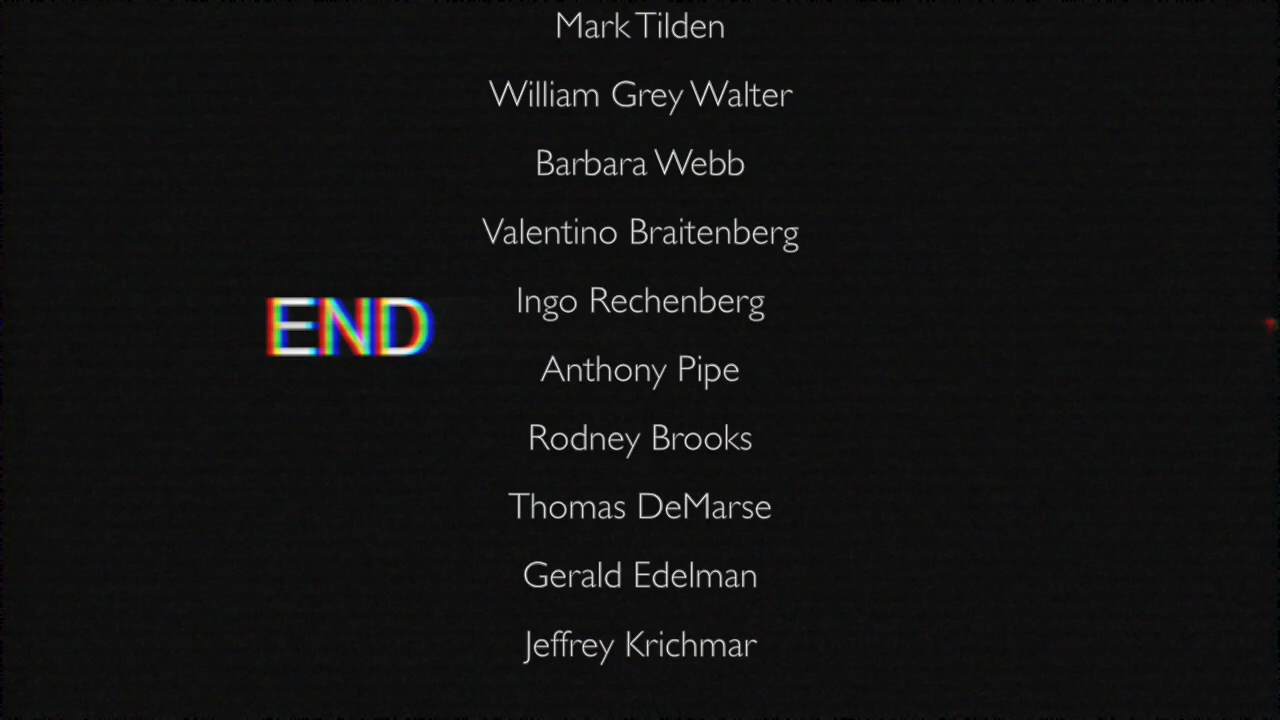 Mark Tilden
William Grey Walter
Barbara Webb
Valentino Braitenberg
Ingo Rechenberg
END
Anthony Pipe
Rodney Brooks
Thomas DeMarse
Gerald Edelman
Jeffrey Krichmar